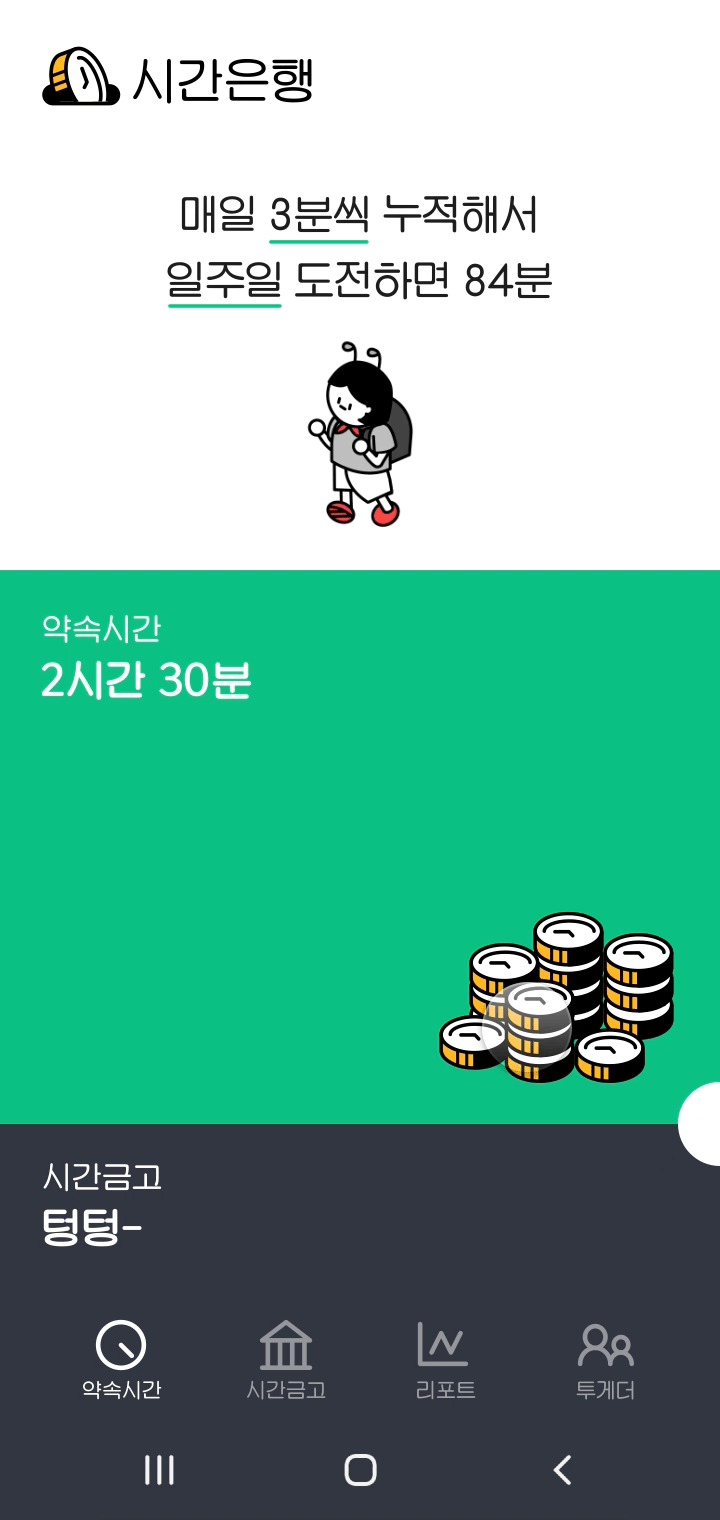 시간은행
매일 3분씩 누적해서
일주일 도전하면 84분
약속시간
2시간 30분
시간금고
텅텅-
약속시간 시간금고 리포트 투게더